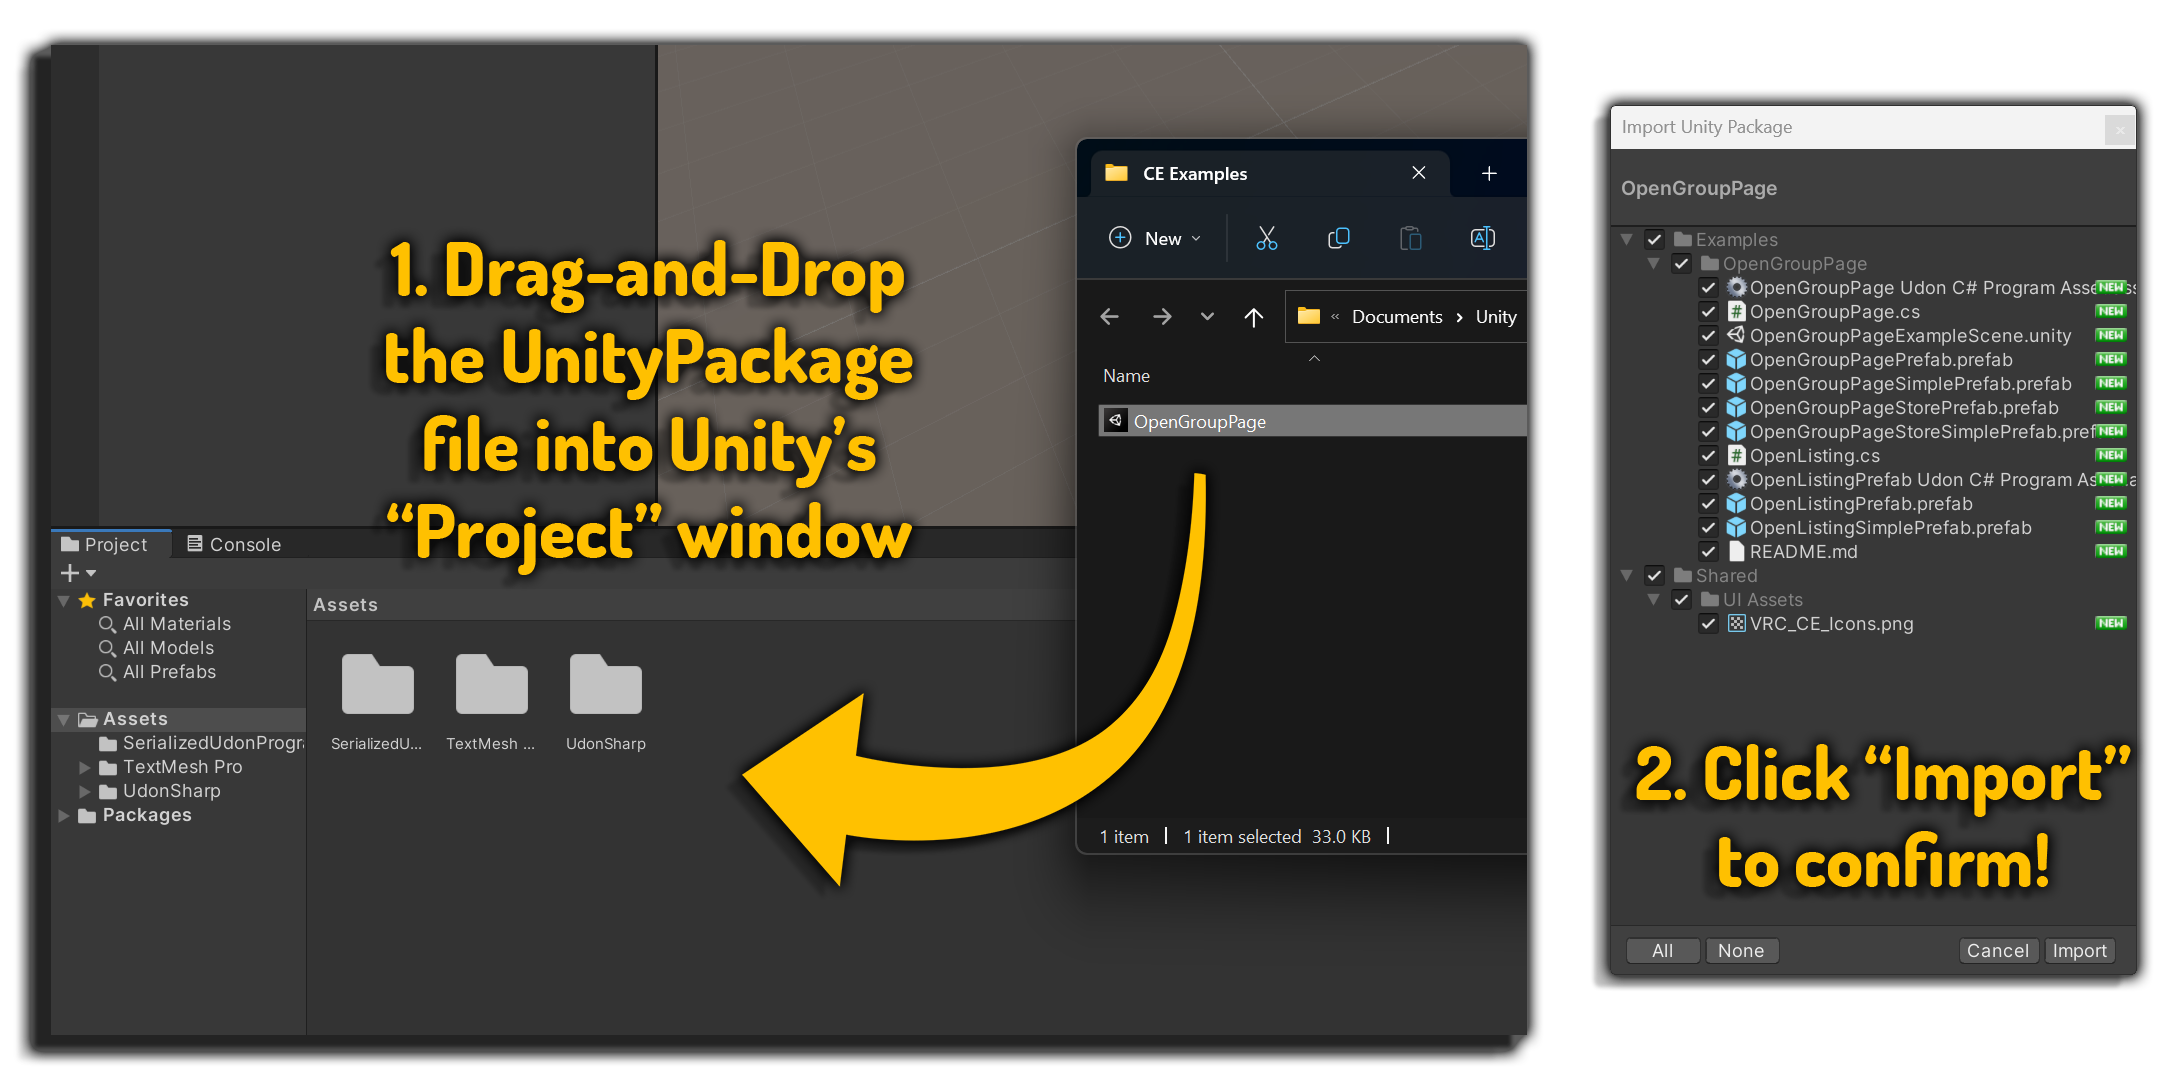 1. Drag-and-Drop
the UnityPackage
file into Unity’s
“Project” window
Project
Console
Favorites
All Materials
All Models
All Prefabs
Assets
SerializedUdonProgr
TextMesh Pro
UdonSharp
Packages
Assets
SerializedU...
TextMesh ...
UdonSharp
CE Examples
New
« Documents > Unity
Name
OpenGroupPage
1 item
1 item selected 33.0 KB
Import Unity Package
OpenGroupPage
Examples
OpenGroupPage
OpenGroupPage Udon C# Program Asse NEW
OpenGroupPage.cs NEW
OpenGroupPageExampleScene.unity NEW
OpenGroupPagePrefab.prefab NEW
OpenGroupPageSimplePrefab.prefab NEW
OpenGroupPageStorePrefab.prefab NEW
OpenGroupPageStoreSimplePrefab.pref NEW
OpenListing.cs NEW
OpenListingPrefab Udon C# Program As NEW
OpenListingPrefab.prefab NEW
OpenListingSimplePrefab.prefab NEW
README.md NEW
Shared
UI Assets
VRC_CE_Icons.png NEW
2. Click “Import”
to confirm!
All
None
Cancel
Import